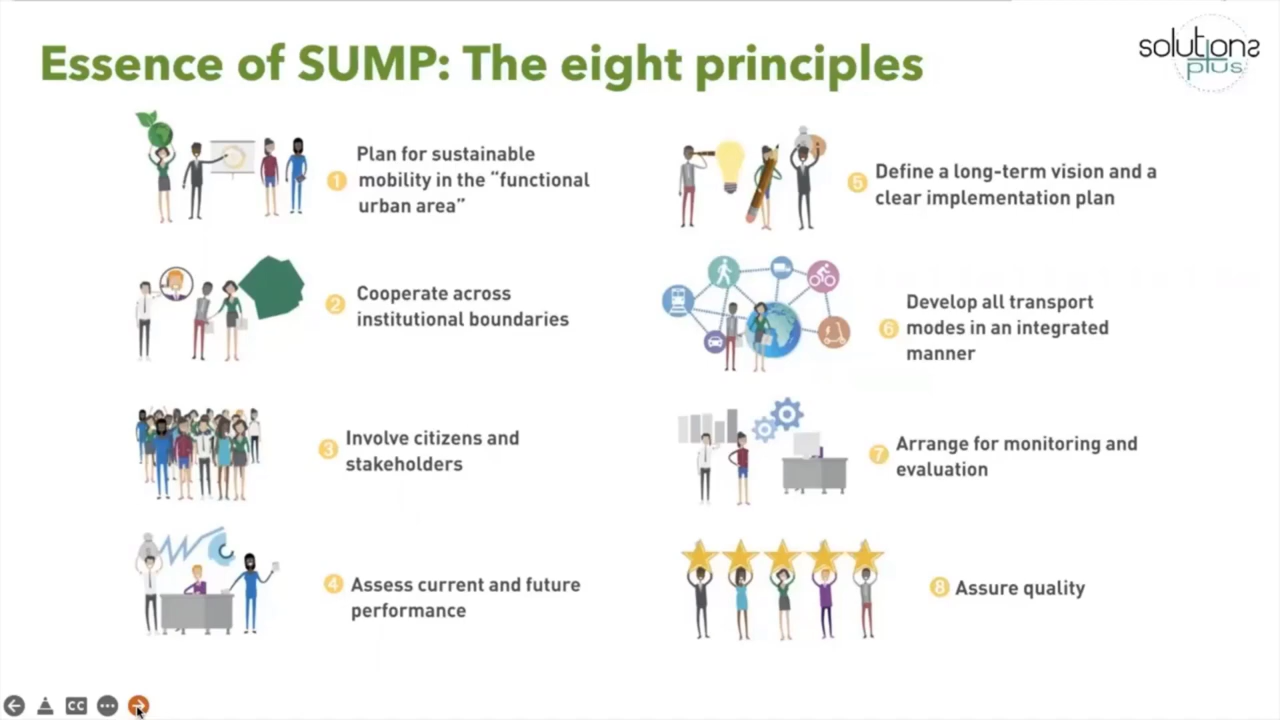 Essence of SUMP: The eight principles
solutions
plus
1
Plan for sustainable
mobility in the “functional
urban area”
2
Cooperate across
institutional boundaries
3
Involve citizens and
stakeholders
4
Assess current and future
performance
5
Define a long-term vision and a
clear implementation plan
6
Develop all transport
modes in an integrated
manner
7
Arrange for monitoring and
evaluation
8
Assure quality
CC